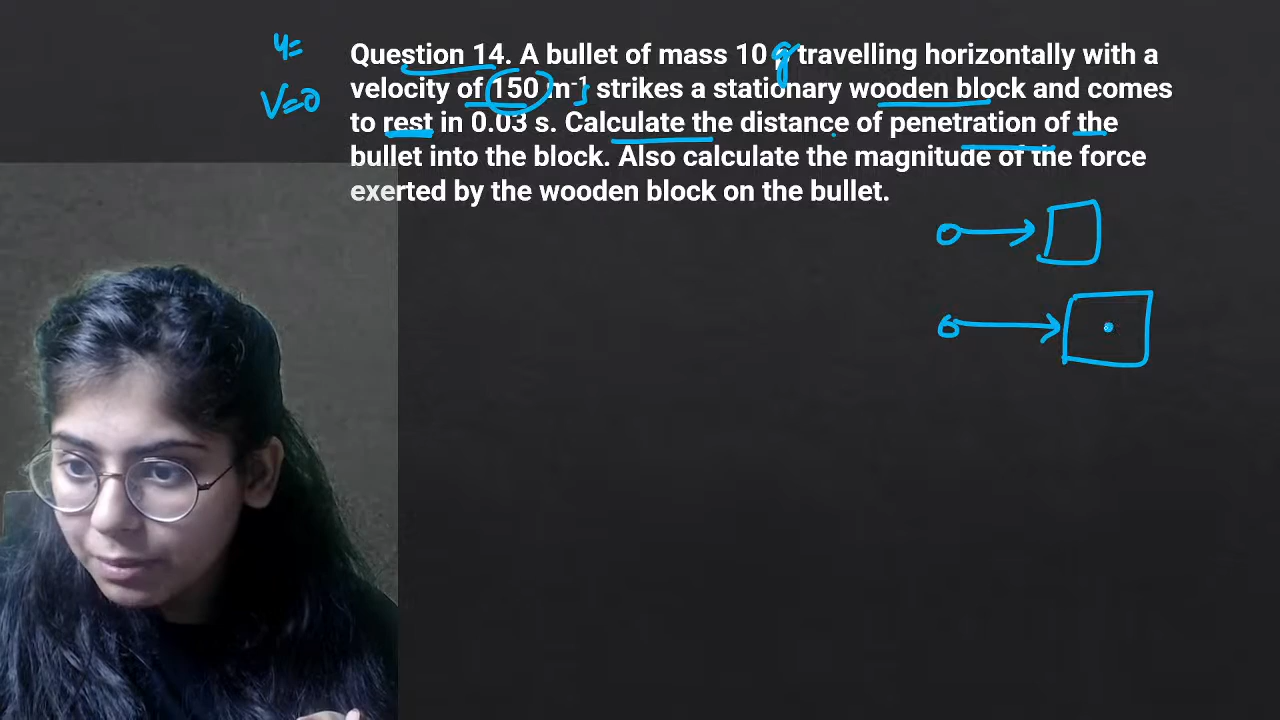 u=
v=0
Question 14. A bullet of mass 10 g travelling horizontally with a
velocity of 150 m⁻¹ s strikes a stationary wooden block and comes
to rest in 0.03 s. Calculate the distance of penetration of the
bullet into the block. Also calculate the magnitude of the force
exerted by the wooden block on the bullet.